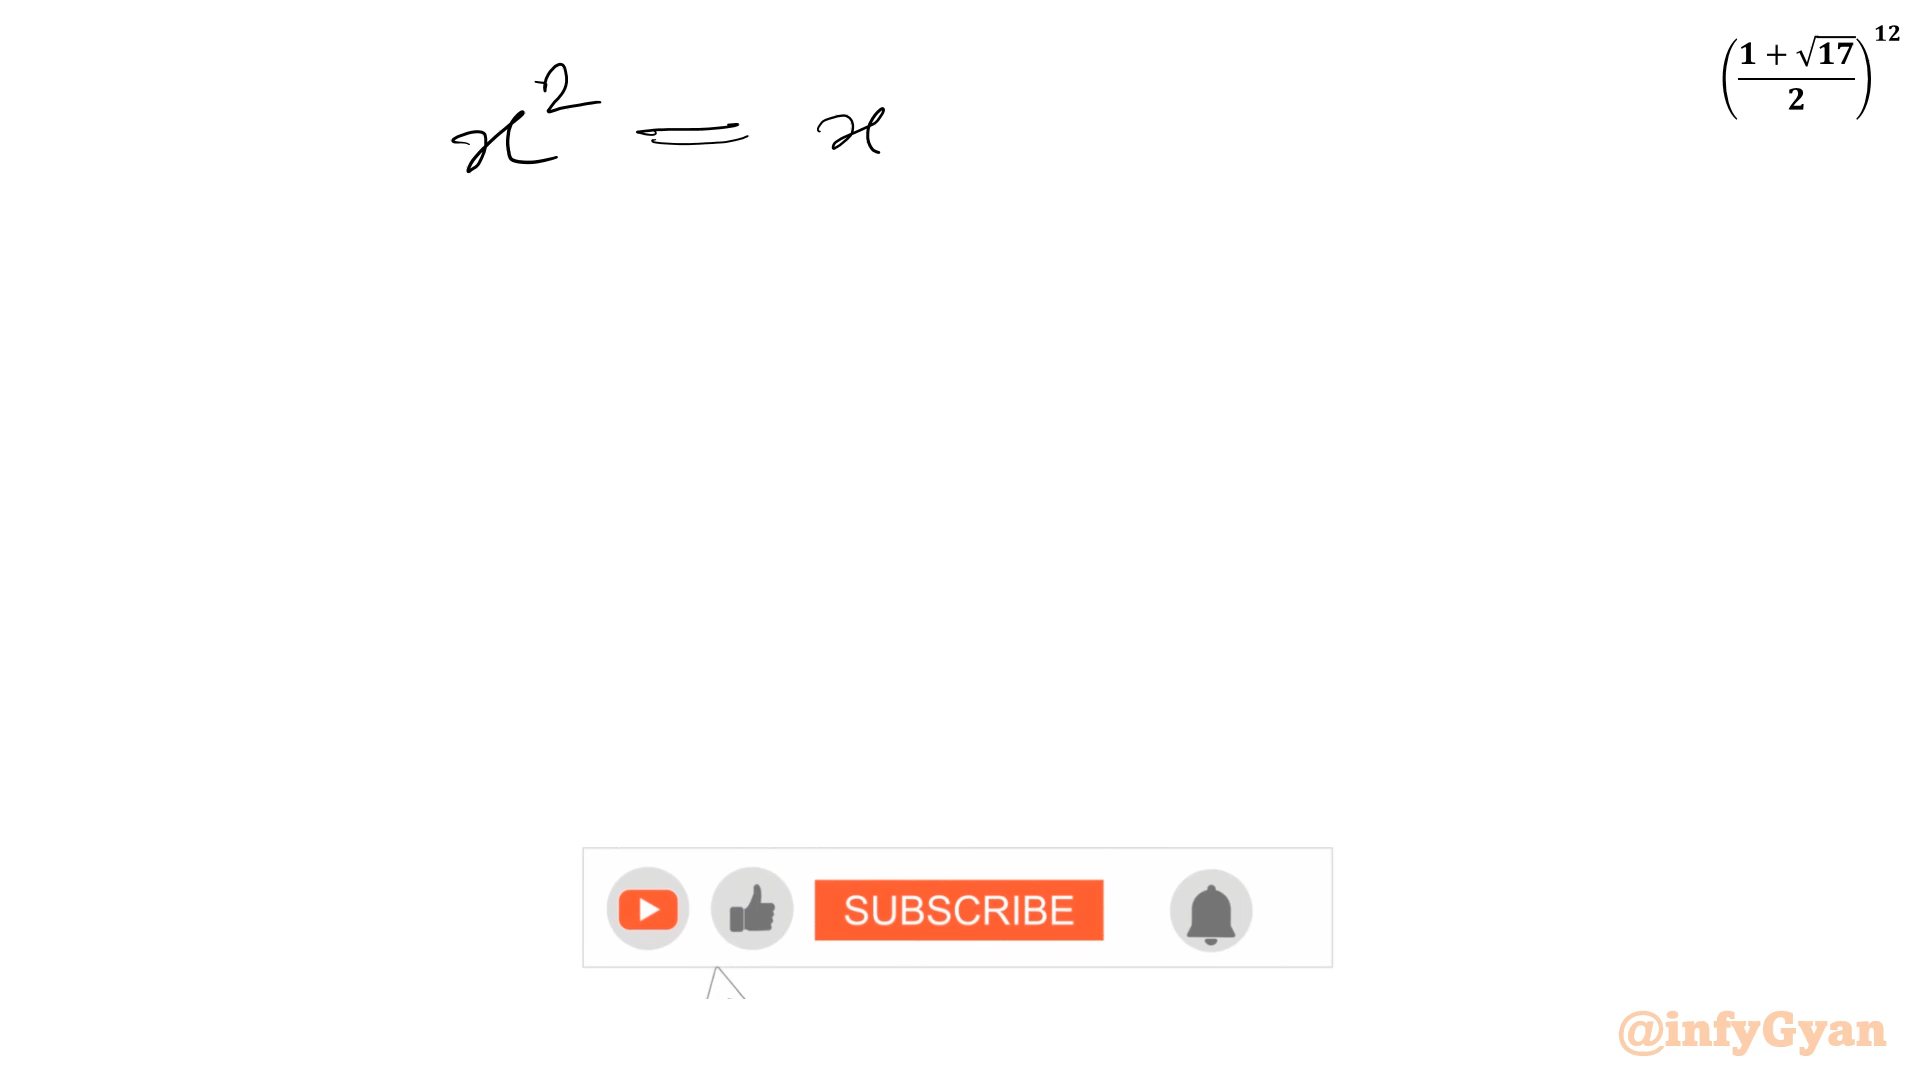 x² = x
((1 + √17)/2)¹²
SUBSCRIBE
@infyGyan